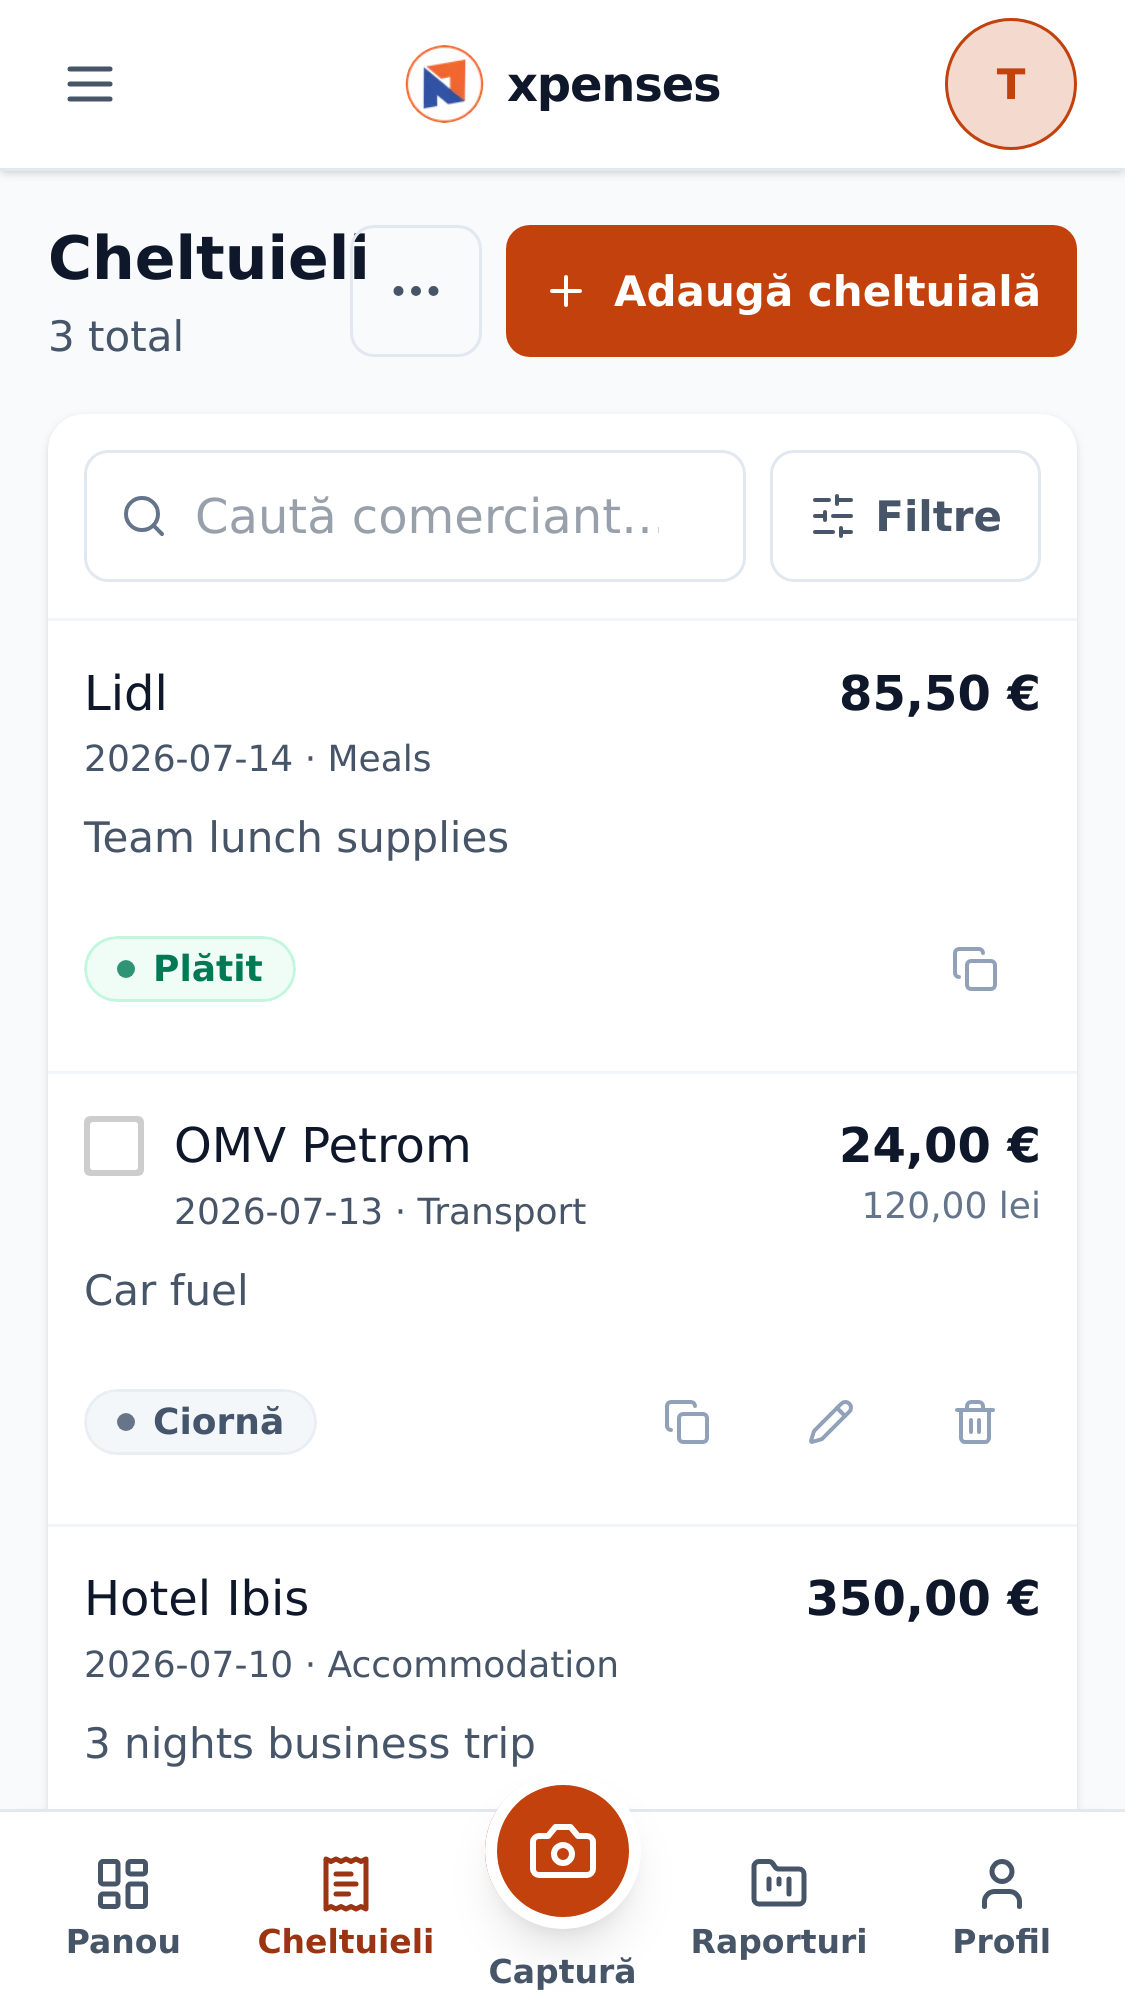 xpenses
T
Cheltuieli
3 total
Adaugă cheltuială
Caută comerciant...
Filtre
Lidl
85,50 €
2026-07-14 · Meals
Team lunch supplies
Plătit
OMV Petrom
24,00 €
2026-07-13 · Transport
120,00 lei
Car fuel
Ciornă
Hotel Ibis
350,00 €
2026-07-10 · Accommodation
3 nights business trip
Panou
Cheltuieli
Captură
Raporturi
Profil